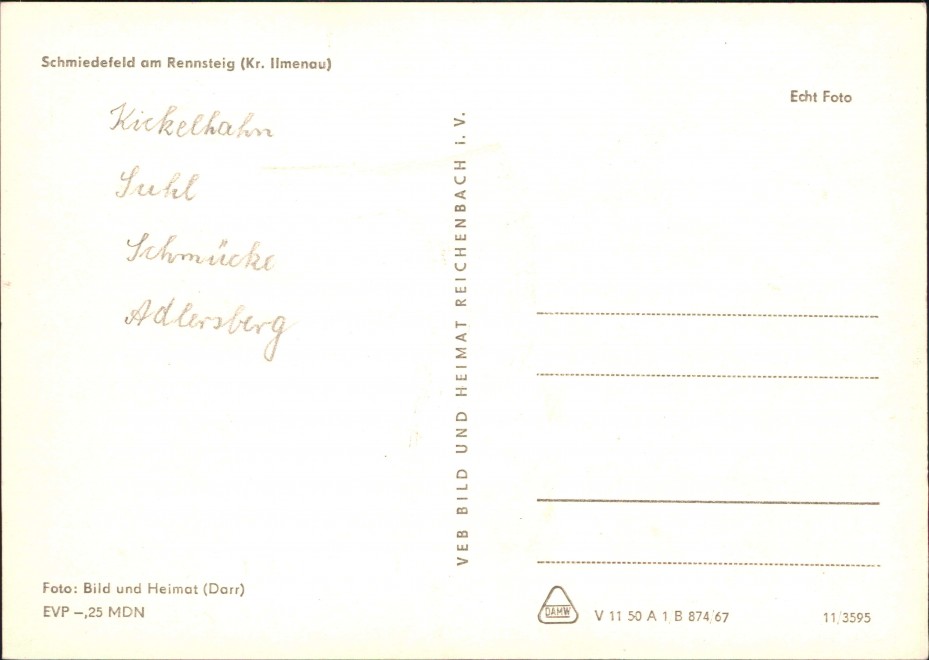 Schmiedefeld am Rennsteig (Kr. Ilmenau)
Kickelhahn
Suhl
Schmücke
Adlersberg
Foto: Bild und Heimat (Darr)
EVP –,25 MDN
VEB BILD UND HEIMAT REICHENBACH i. V.
Echt Foto
DAMW
V 11 50 A 1 B 874/67
11/3595